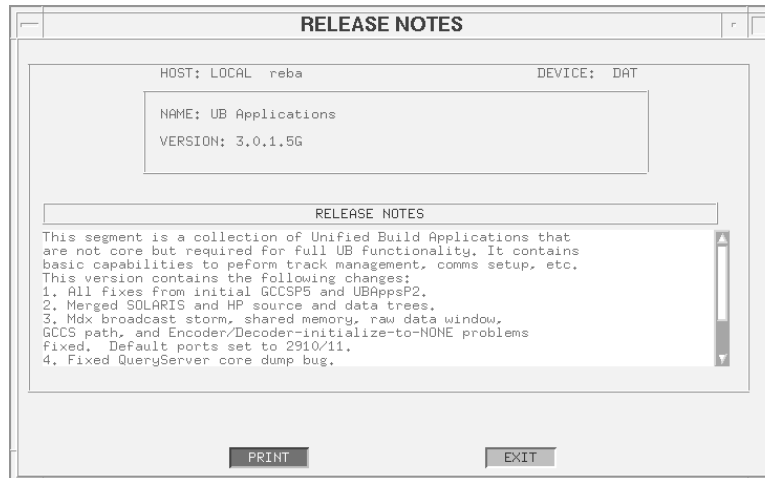 RELEASE NOTES
HOST: LOCAL reba DEVICE: DAT
NAME: UB Applications
VERSION: 3.0.1.5G
RELEASE NOTES
This segment is a collection of Unified Build Applications that
are not core but required for full UB functionality. It contains
basic capabilities to peform track management, comms setup, etc.
This version contains the following changes:
1. All fixes from initial GCCSP5 and UBAppsP2.
2. Merged SOLARIS and HP source and data trees.
3. Mdx broadcast storm, shared memory, raw data window,
GCCS path, and Encoder/Decoder-initialize-to-NONE problems
fixed. Default ports set to 2910/11.
4. Fixed QueryServer core dump bug.
PRINT EXIT